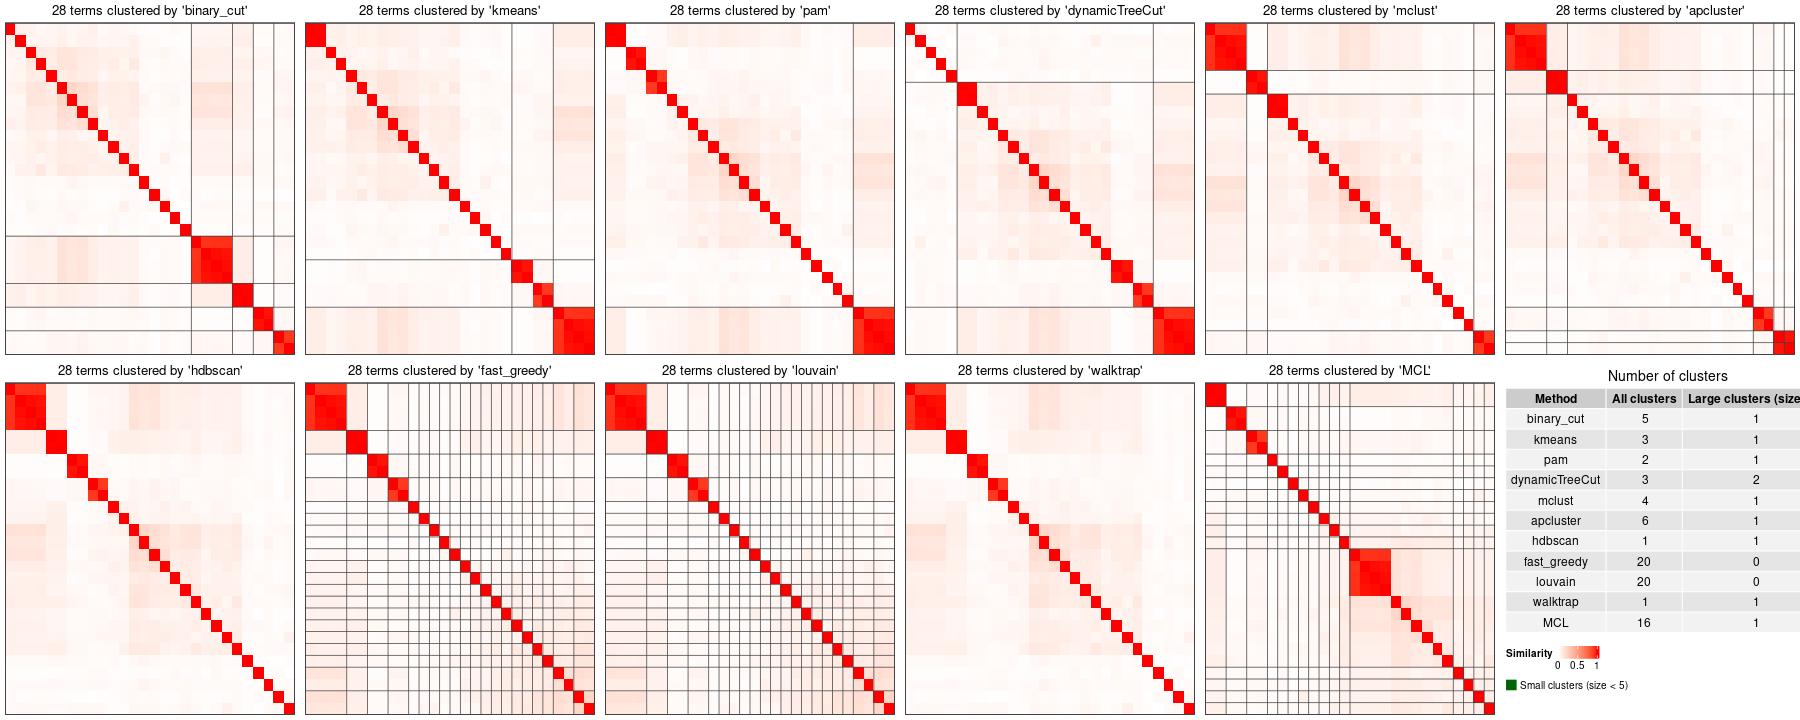 28 terms clustered by 'binary_cut'
28 terms clustered by 'kmeans'
28 terms clustered by 'pam'
28 terms clustered by 'dynamicTreeCut'
28 terms clustered by 'mclust'
28 terms clustered by 'apcluster'
28 terms clustered by 'hdbscan'
28 terms clustered by 'fast_greedy'
28 terms clustered by 'louvain'
28 terms clustered by 'walktrap'
28 terms clustered by 'MCL'
Number of clusters
Method All clusters Large clusters (size
binary_cut 5 1
kmeans 3 1
pam 2 1
dynamicTreeCut 3 2
mclust 4 1
apcluster 6 1
hdbscan 1 1
fast_greedy 20 0
louvain 20 0
walktrap 1 1
MCL 16 1
Similarity
0 0.5 1
Small clusters (size < 5)